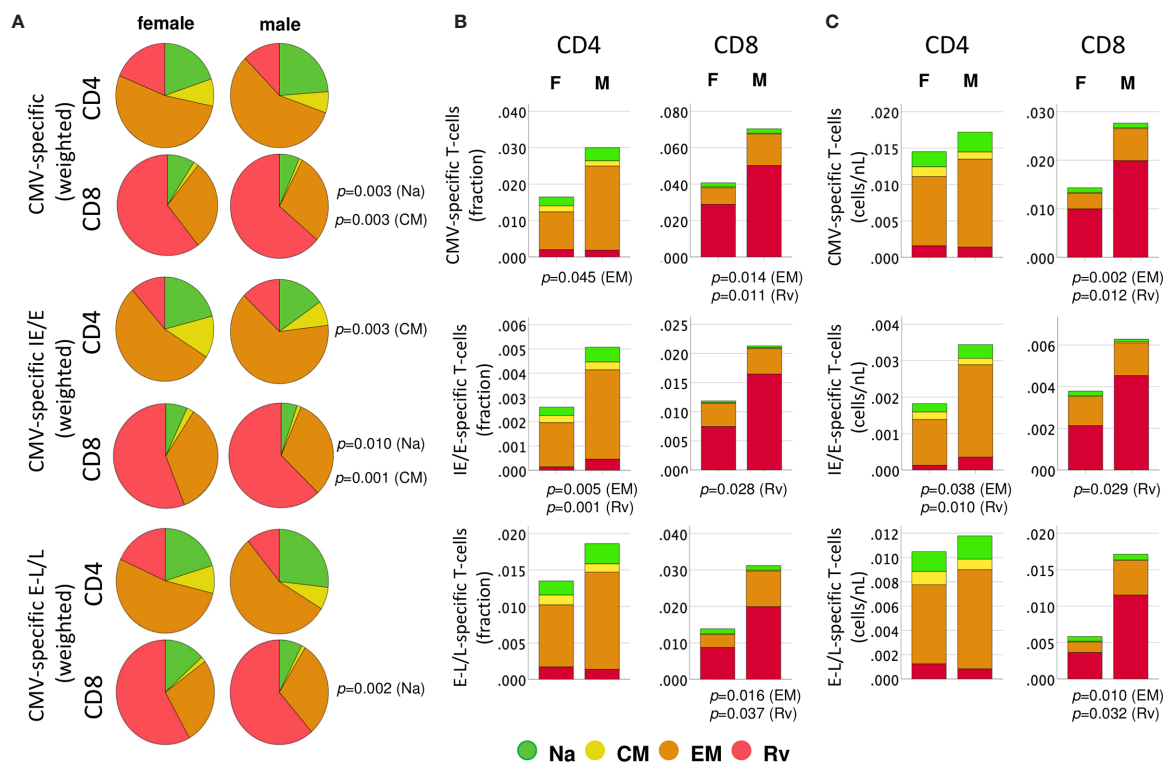 A
female male
CMV-specific
(weighted)
CD4
CD8
p=0.003 (Na)
p=0.003 (CM)
CMV-specific IE/E
(weighted)
CD4
p=0.003 (CM)
CD8
p=0.010 (Na)
p=0.001 (CM)
CMV-specific E-L/L
(weighted)
CD4
CD8
p=0.002 (Na)
B
CD4 CD8
F M F M
CMV-specific T-cells
(fraction)
.040
.030
.020
.010
.000
p=0.045 (EM)
.080
.060
.040
.020
.000
p=0.014 (EM)
p=0.011 (Rv)
IE/E-specific T-cells
(fraction)
.006
.005
.004
.003
.002
.001
.000
p=0.005 (EM)
p=0.001 (Rv)
.025
.020
.015
.010
.005
.000
p=0.028 (Rv)
E-L/L-specific T-cells
(fraction)
.020
.015
.010
.005
.000
.040
.030
.020
.010
.000
p=0.016 (EM)
p=0.037 (Rv)
C
CD4 CD8
F M F M
CMV-specific T-cells
(cells/nL)
.020
.015
.010
.005
.000
.030
.020
.010
.000
p=0.002 (EM)
p=0.012 (Rv)
IE/E-specific T-cells
(cells/nL)
.004
.003
.002
.001
.000
p=0.038 (EM)
p=0.010 (Rv)
.006
.004
.002
.000
p=0.029 (Rv)
E-L/L-specific T-cells
(cells/nL)
.012
.010
.008
.006
.004
.002
.000
.020
.015
.010
.005
.000
p=0.010 (EM)
p=0.032 (Rv)
Na CM EM Rv